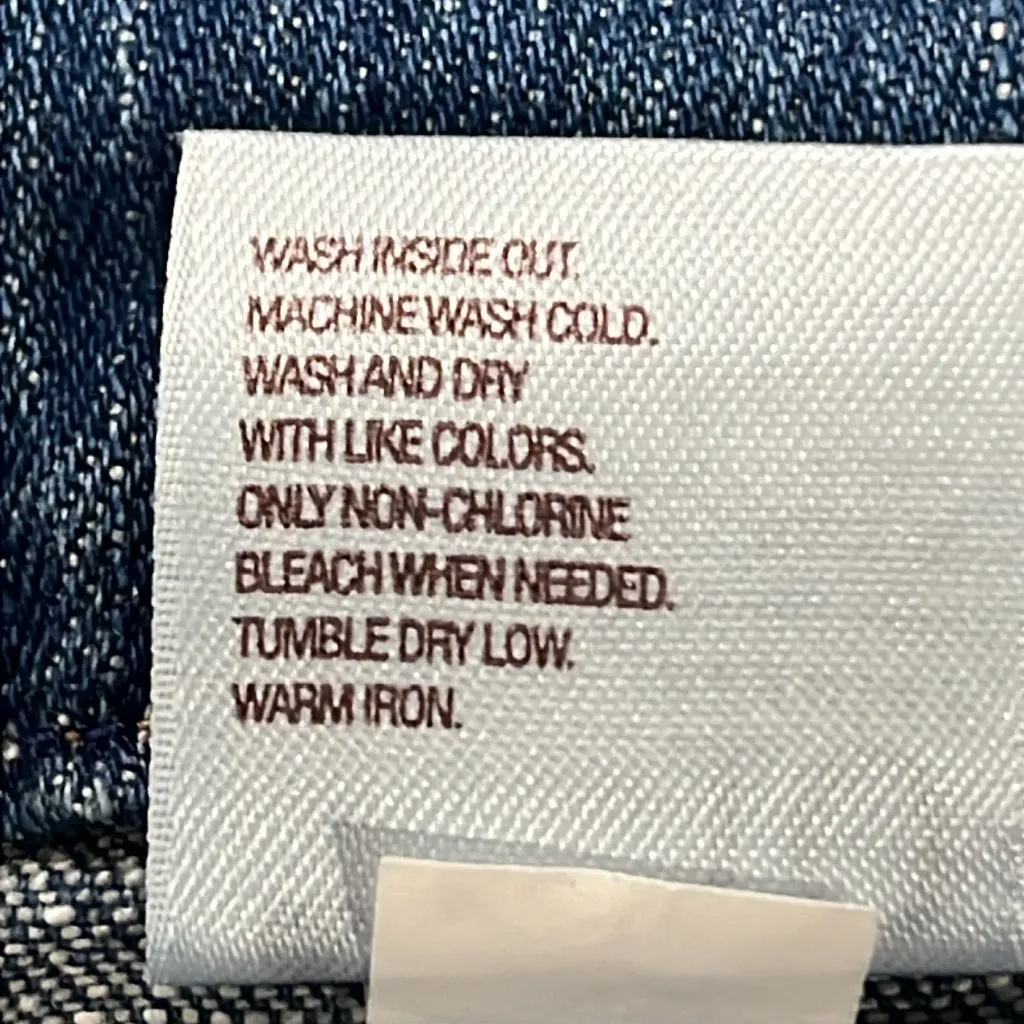 WASH INSIDE OUT.
MACHINE WASH COLD.
WASH AND DRY
WITH LIKE COLORS.
ONLY NON-CHLORINE
BLEACH WHEN NEEDED.
TUMBLE DRY LOW.
WARM IRON.